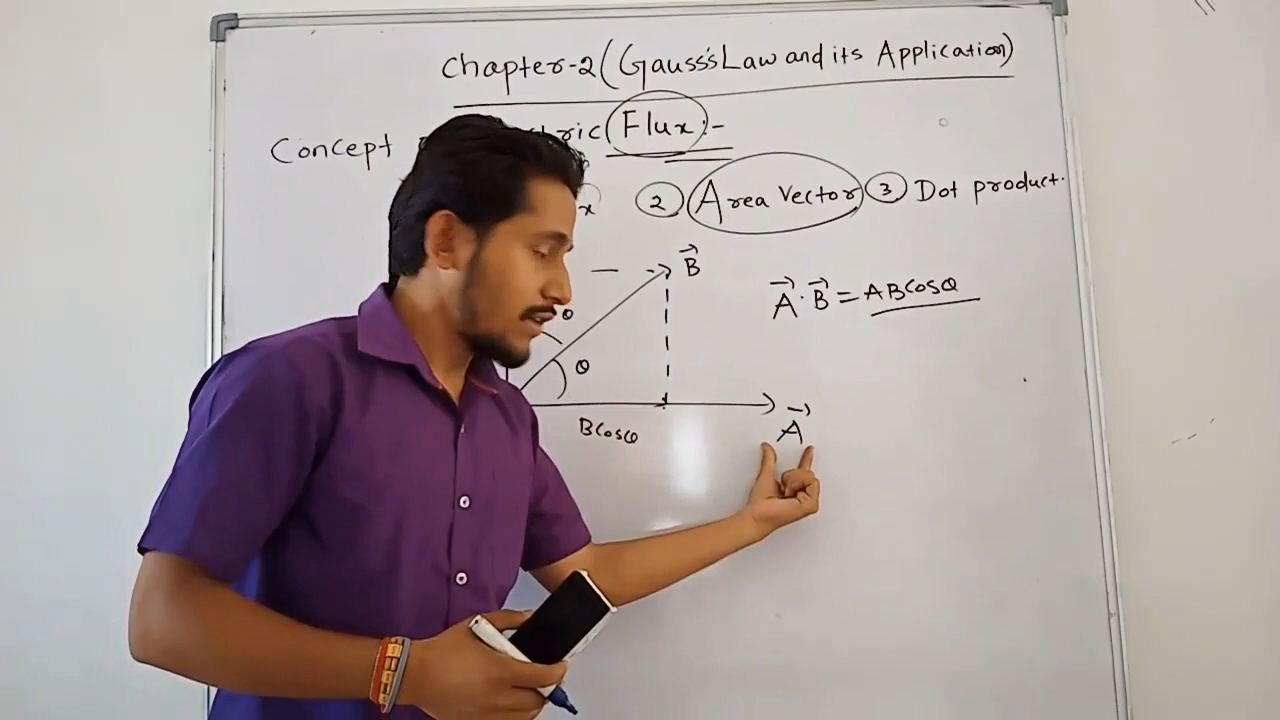 Chapter-2 (Gauss's Law and its Application)
Concept Flux :-
2 Area Vector 3 Dot product.
B
A . B = ABCosθ
θ
θ
BCosθ
A